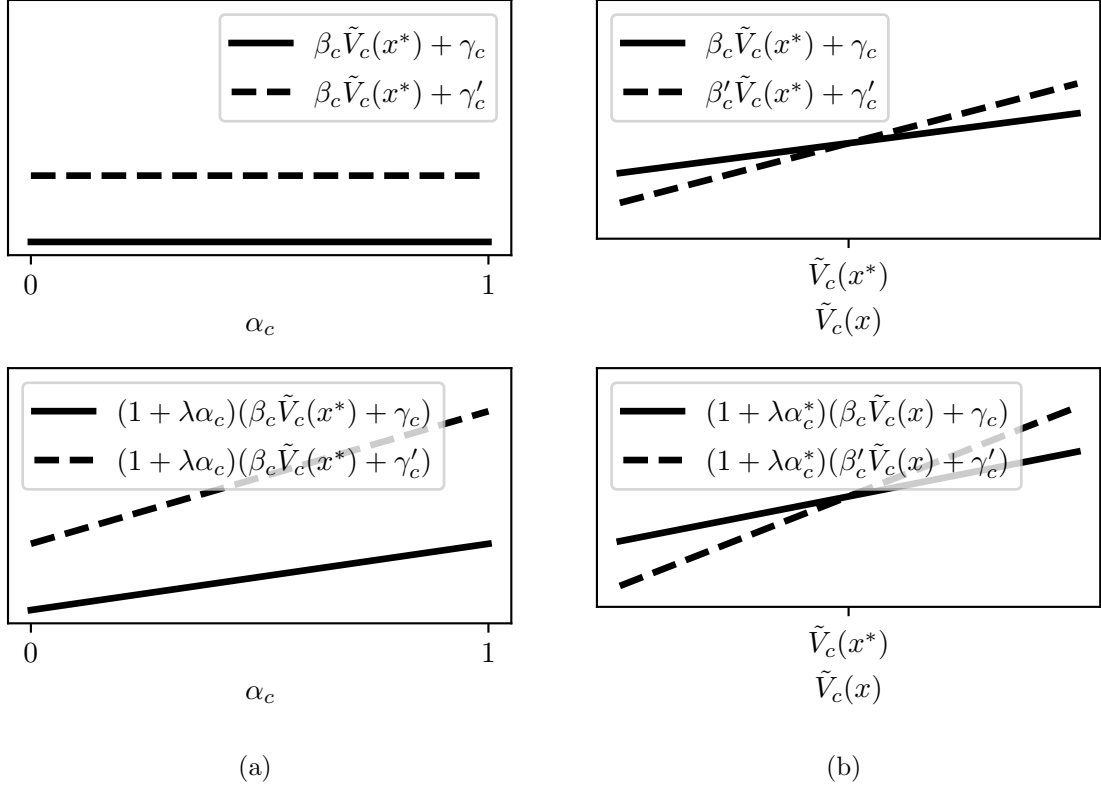 β_c Ṽ_c(x*) + γ_c
β_c Ṽ_c(x*) + γ′_c
0 1
α_c
β_c Ṽ_c(x*) + γ_c
β′_c Ṽ_c(x*) + γ′_c
Ṽ_c(x*)
Ṽ_c(x)
(1 + λα_c)(β_c Ṽ_c(x*) + γ_c)
(1 + λα_c)(β_c Ṽ_c(x*) + γ′_c)
0 1
α_c
(1 + λα*_c)(β_c Ṽ_c(x) + γ_c)
(1 + λα*_c)(β′_c Ṽ_c(x) + γ′_c)
Ṽ_c(x*)
Ṽ_c(x)
(a)
(b)